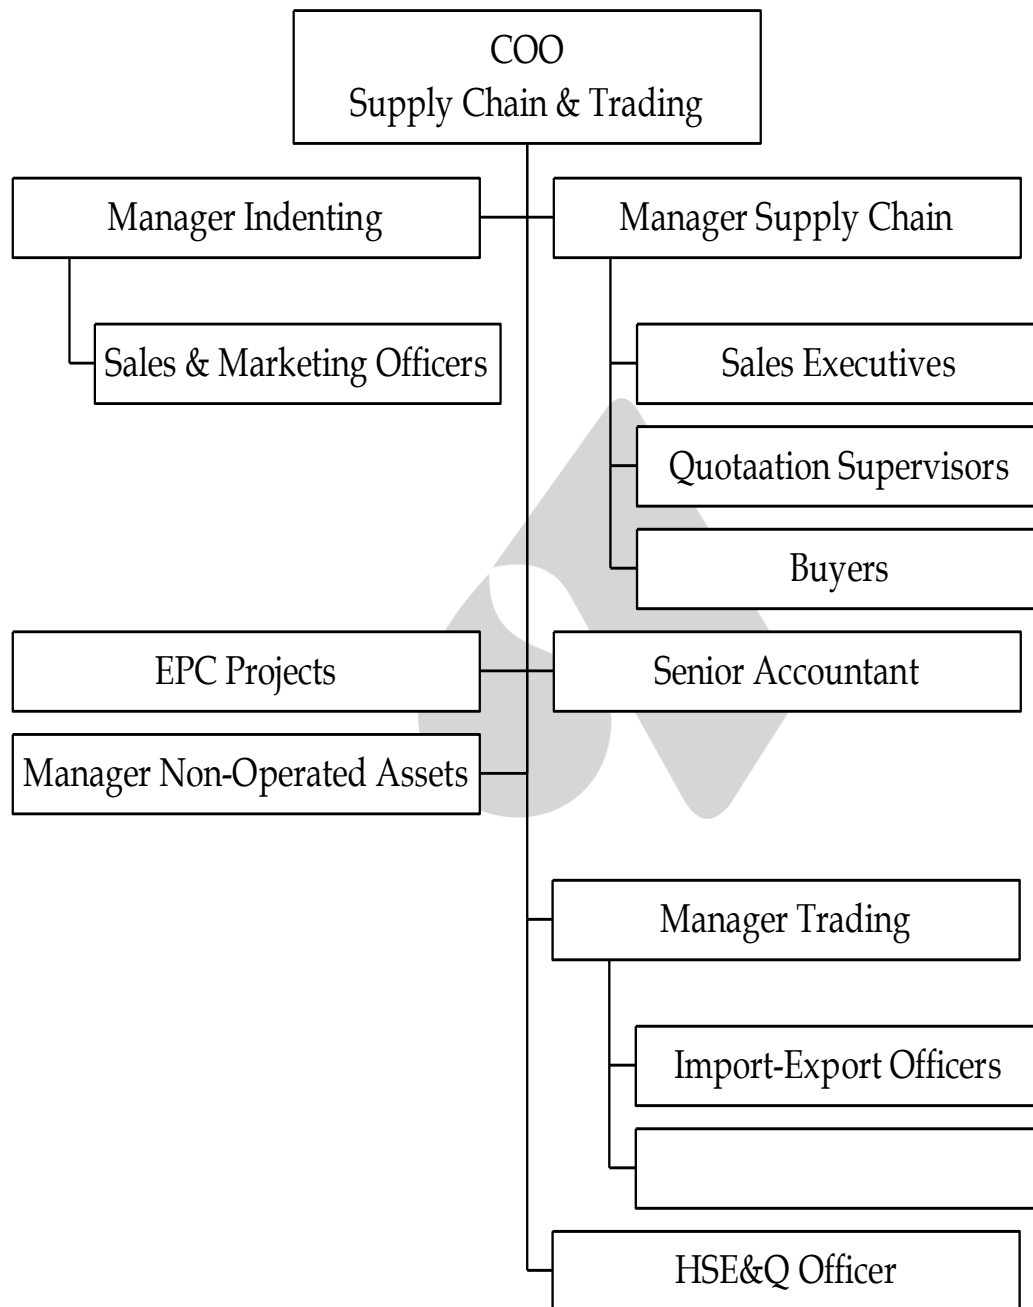 COO
Supply Chain & Trading
Manager Indenting
Manager Supply Chain
Sales & Marketing Officers
Sales Executives
Quotaation Supervisors
Buyers
EPC Projects
Senior Accountant
Manager Non-Operated Assets
Manager Trading
Import-Export Officers
HSE&Q Officer